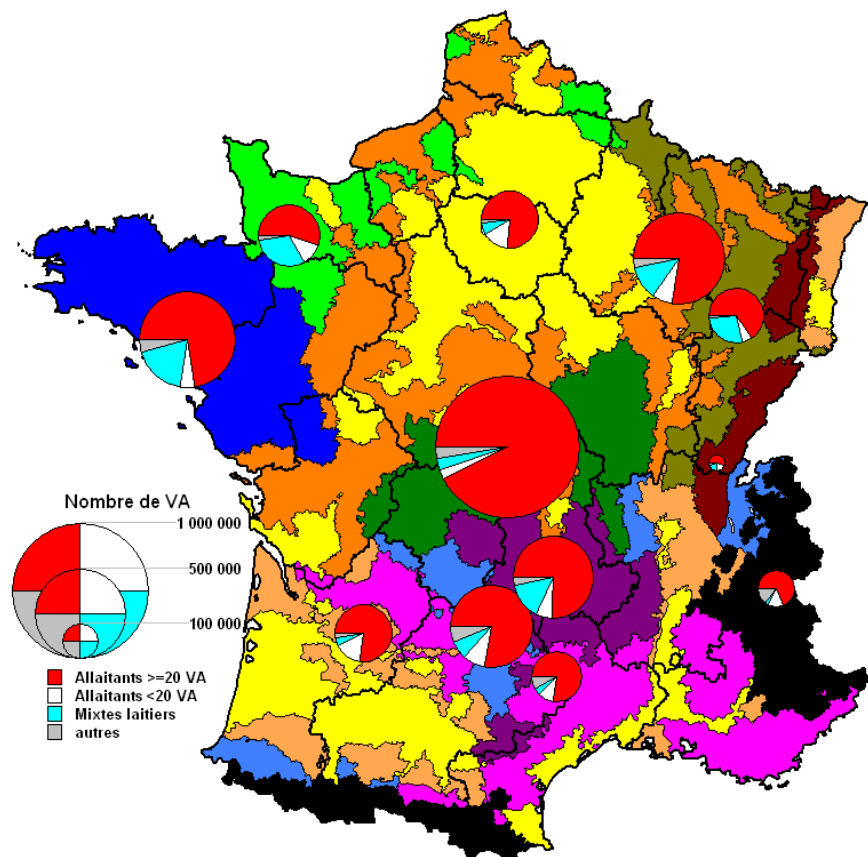 Nombre de VA
1 000 000
500 000
100 000
Allaitants >=20 VA
Allaitants <20 VA
Mixtes laitiers
autres